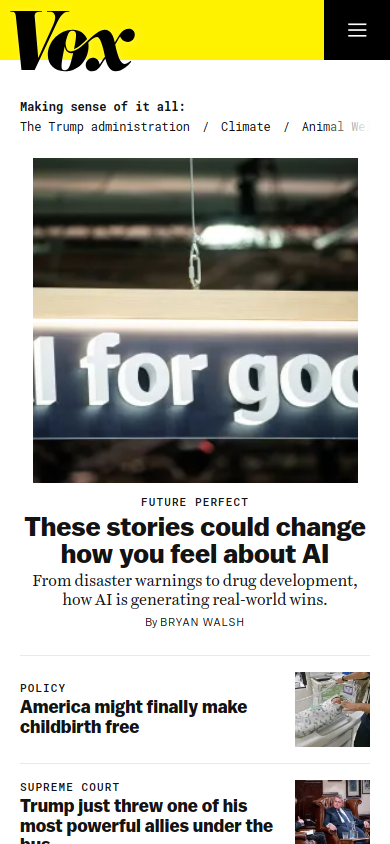 Vox
Making sense of it all:
The Trump administration / Climate / Animal We
for goo
FUTURE PERFECT
These stories could change
how you feel about AI
From disaster warnings to drug development,
how AI is generating real-world wins.
By BRYAN WALSH
POLICY
America might finally make
childbirth free
SUPREME COURT
Trump just threw one of his
most powerful allies under the
bus